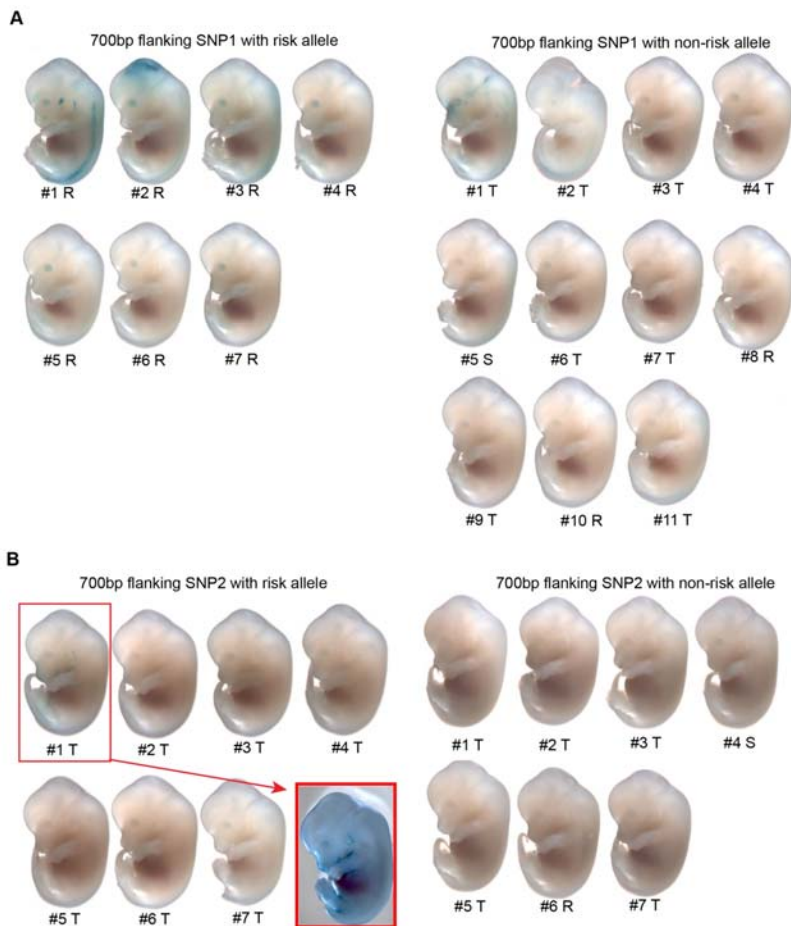 A
700bp flanking SNP1 with risk allele
#1 R #2 R #3 R #4 R
#5 R #6 R #7 R
700bp flanking SNP1 with non-risk allele
#1 T #2 T #3 T #4 T
#5 S #6 T #7 T #8 R
#9 T #10 R #11 T
B
700bp flanking SNP2 with risk allele
#1 T #2 T #3 T #4 T
#5 T #6 T #7 T
700bp flanking SNP2 with non-risk allele
#1 T #2 T #3 T #4 S
#5 T #6 R #7 T